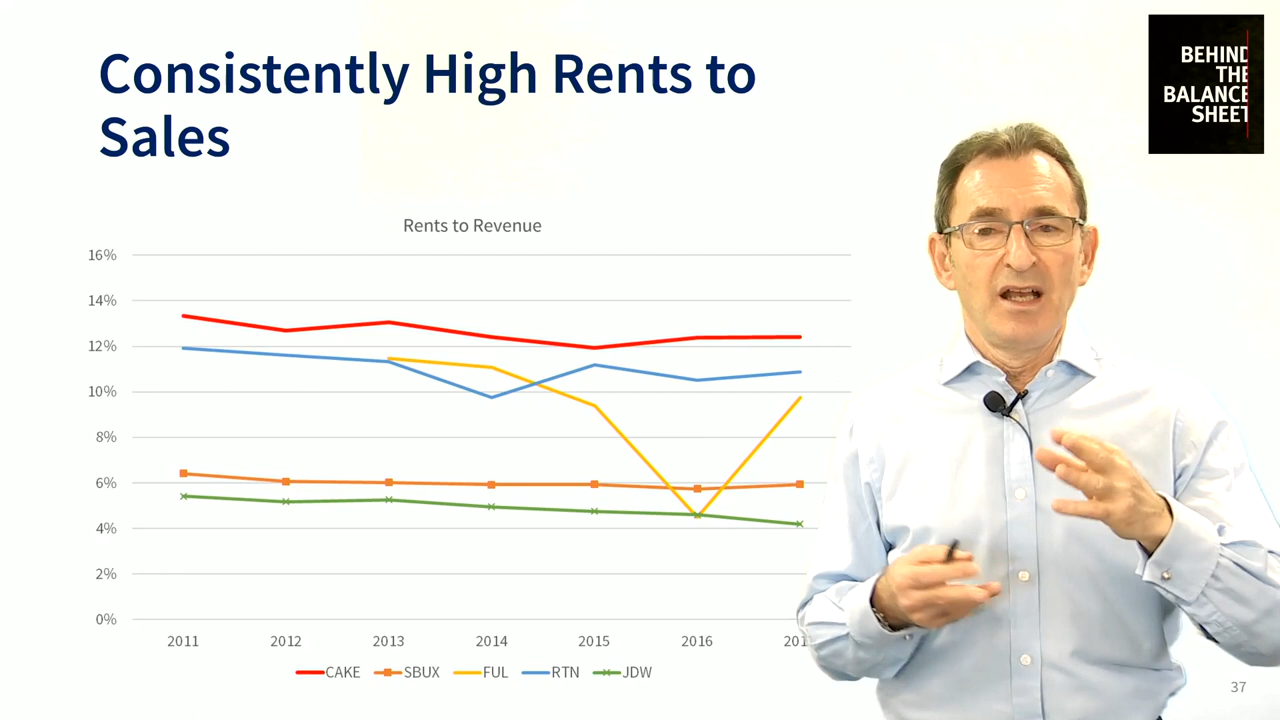 Consistently High Rents to
Sales
BEHIND
THE
BALANCE
SHEET
Rents to Revenue
16%
14%
12%
10%
8%
6%
4%
2%
0%
2011 2012 2013 2014 2015 2016 201
CAKE SBUX FUL RTN JDW
37